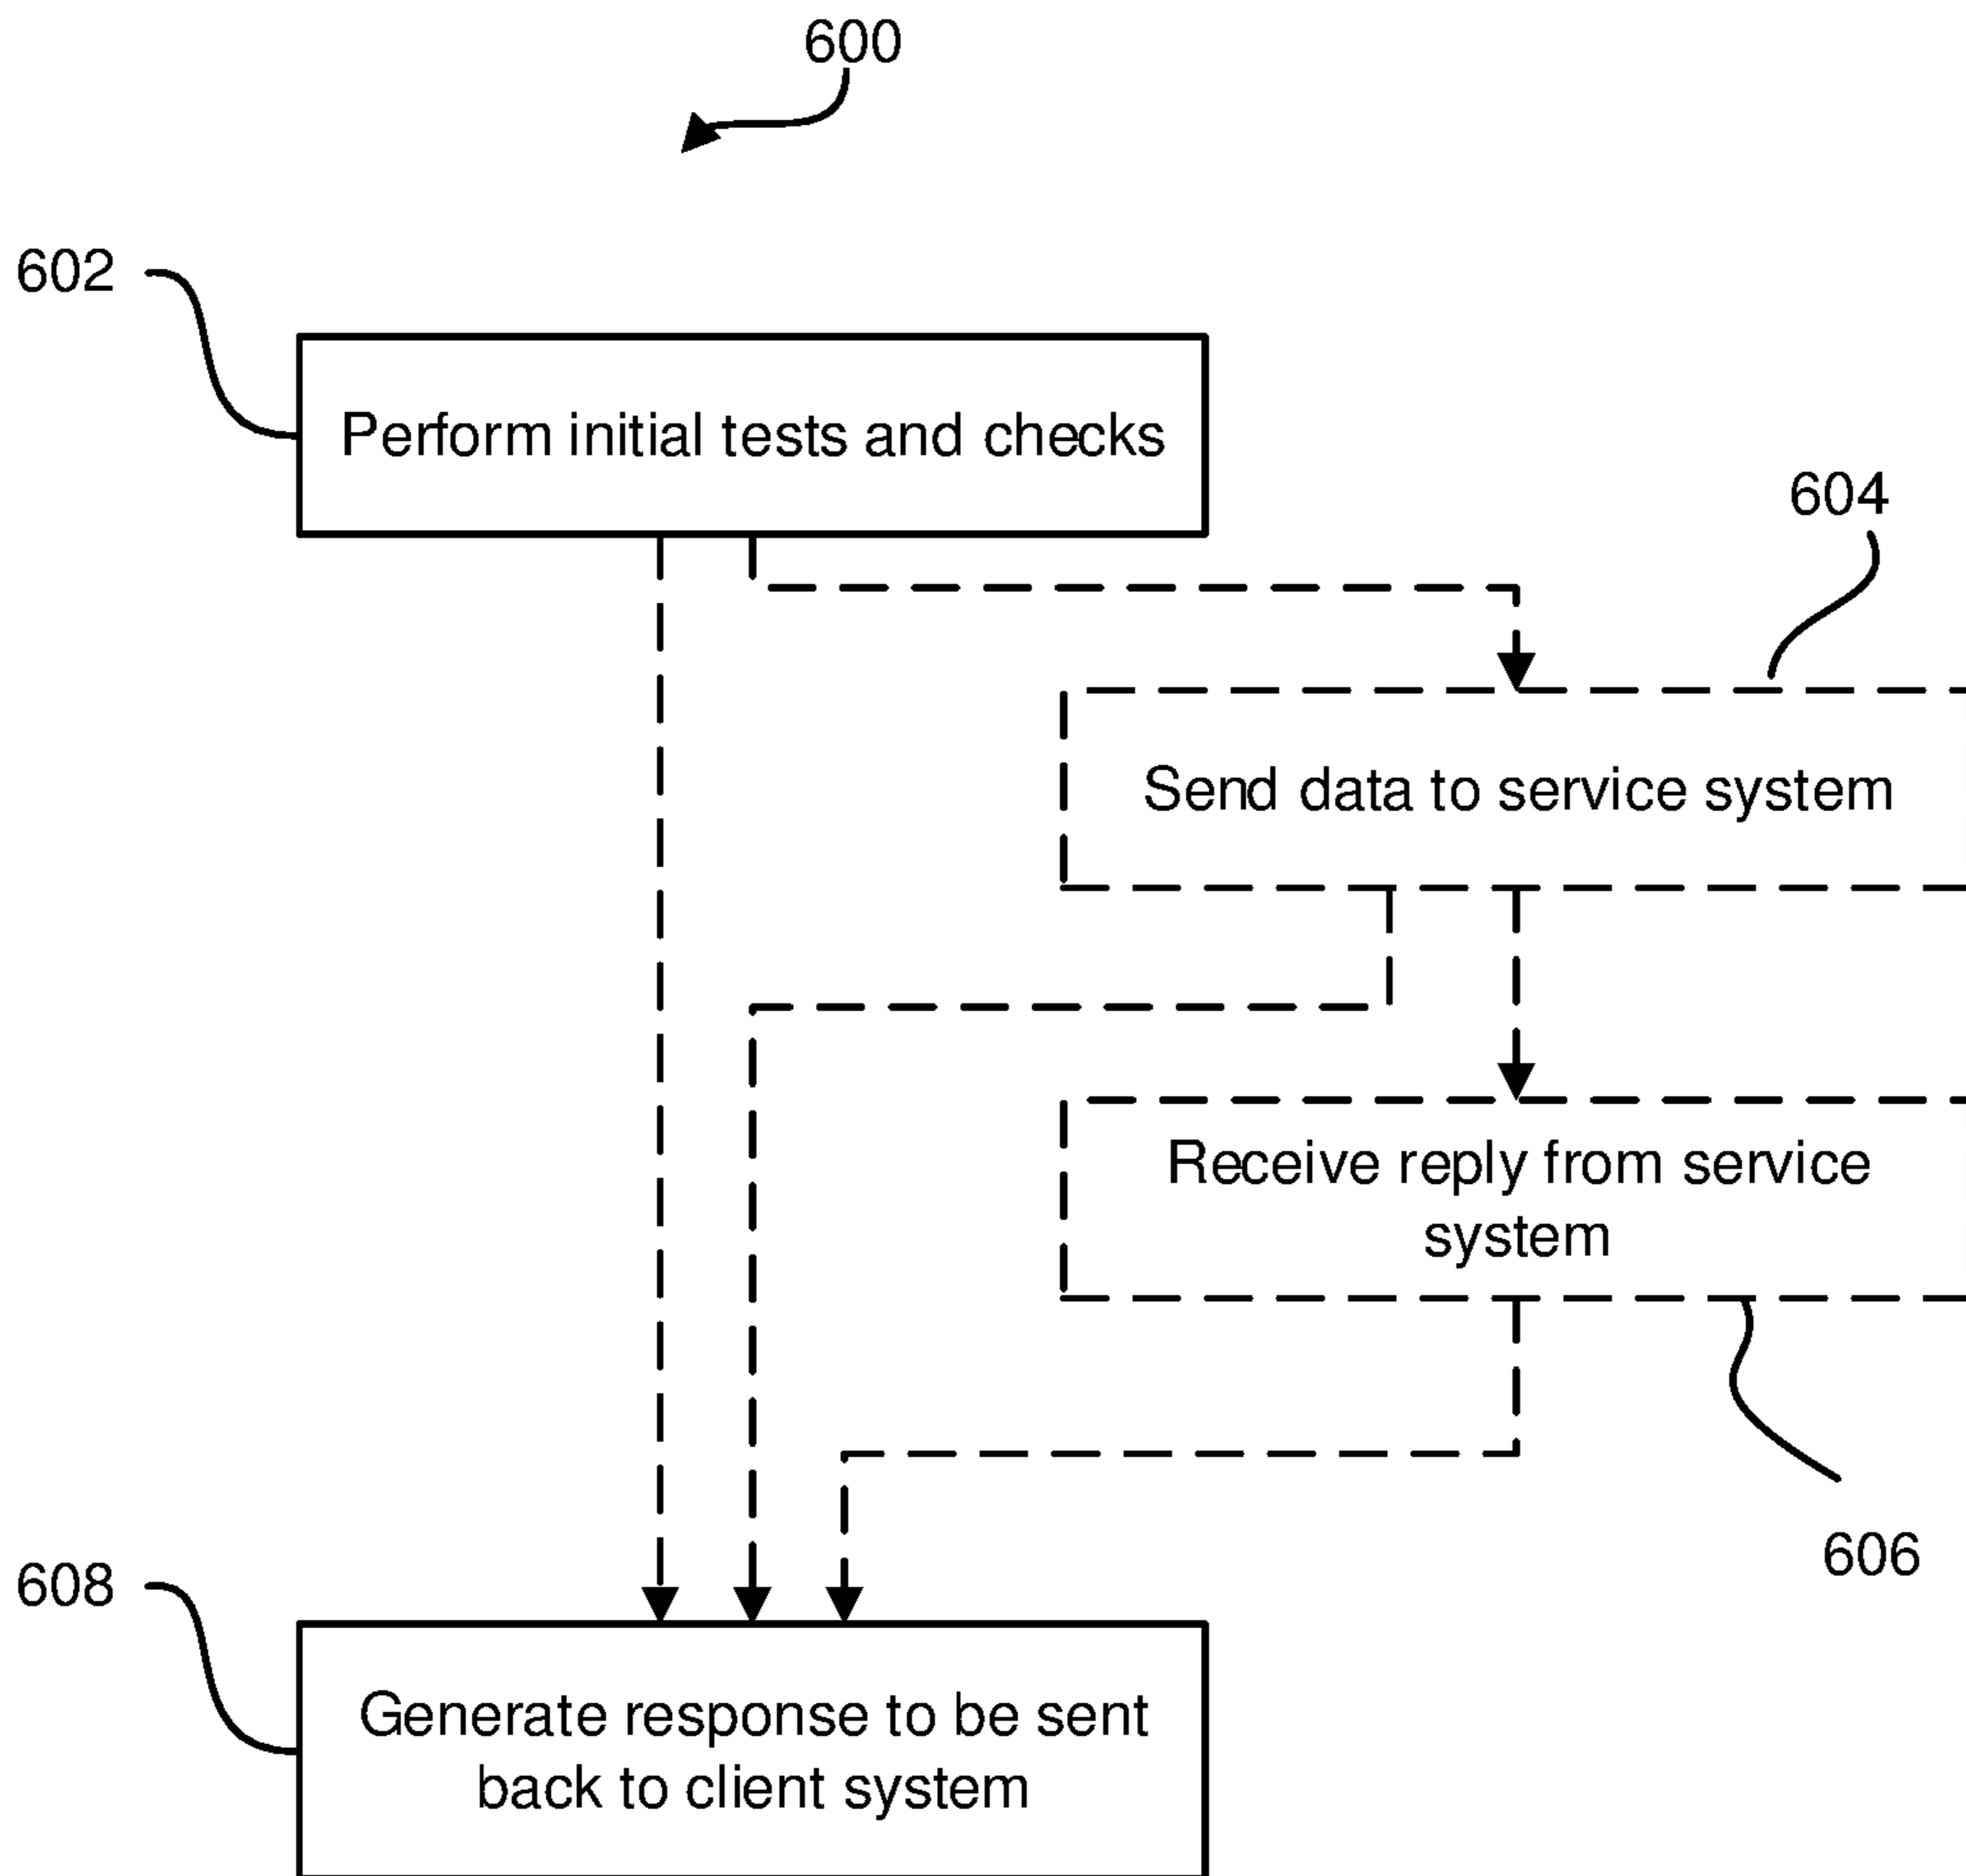 600
602
Perform initial tests and checks
604
Send data to service system
Receive reply from service
system
606
608
Generate response to be sent
back to client system